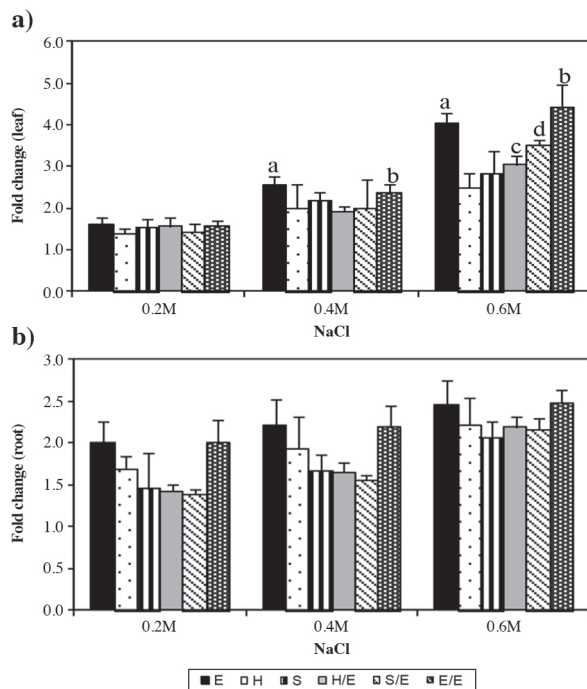 a)
6.0
5.0
4.0
3.0
2.0
1.0
0.0
Fold change (leaf)
a
b
a
c
d
b
0.2M
0.4M
0.6M
NaCl
b)
3.0
2.5
2.0
1.5
1.0
0.5
0.0
Fold change (root)
0.2M
0.4M
0.6M
NaCl
E H S H/E S/E E/E